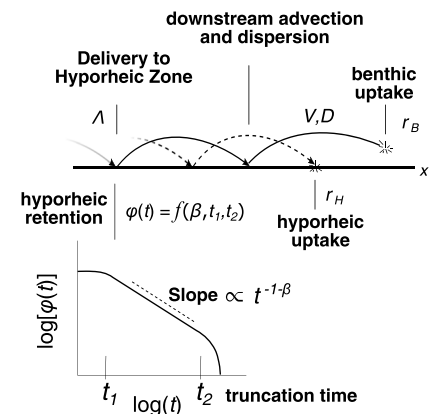 downstream advection
and dispersion
Delivery to
Hyporheic Zone
benthic
uptake
Λ
V,D
r_B
x
hyporheic
retention
φ(t) = f(β,t₁,t₂)
r_H
hyporheic
uptake
log[φ(t)]
Slope ∝ t^-1-β
t₁
log(t)
t₂
truncation time